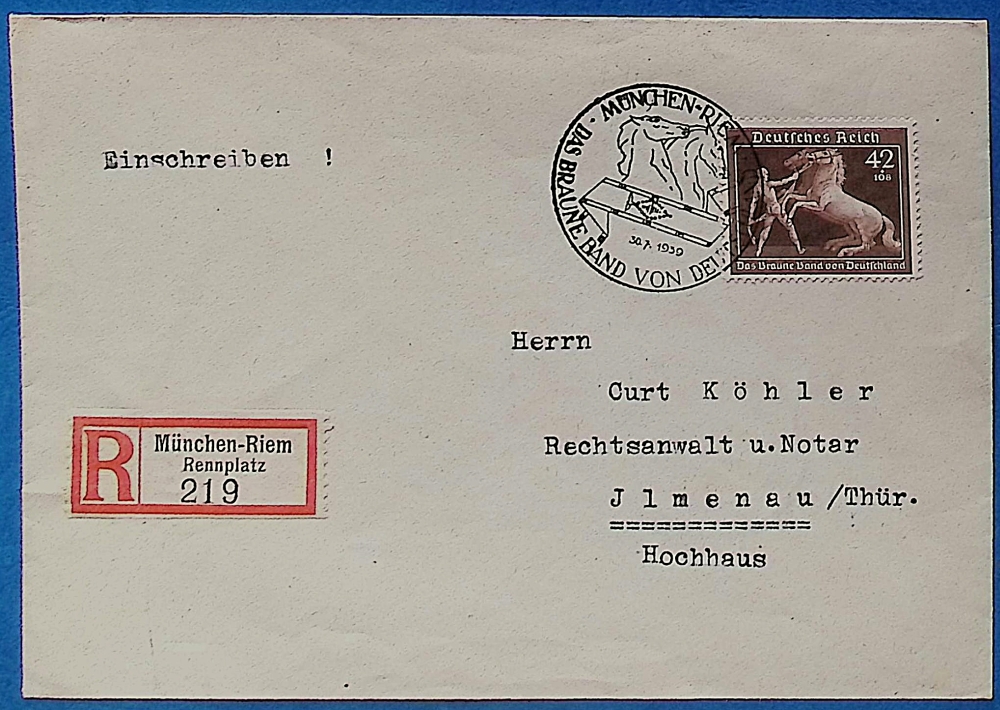 Einschreiben !
MÜNCHEN-RIEM
DAS BRAUNE BAND VON DEU
30.7.1939
Deutsches Reich
42
108
Das Braune Band von Deutschland
Herrn
Curt Köhler
Rechtsanwalt u.Notar
Jlmenau/Thür.
=============
Hochhaus
R
München-Riem
Rennplatz
219